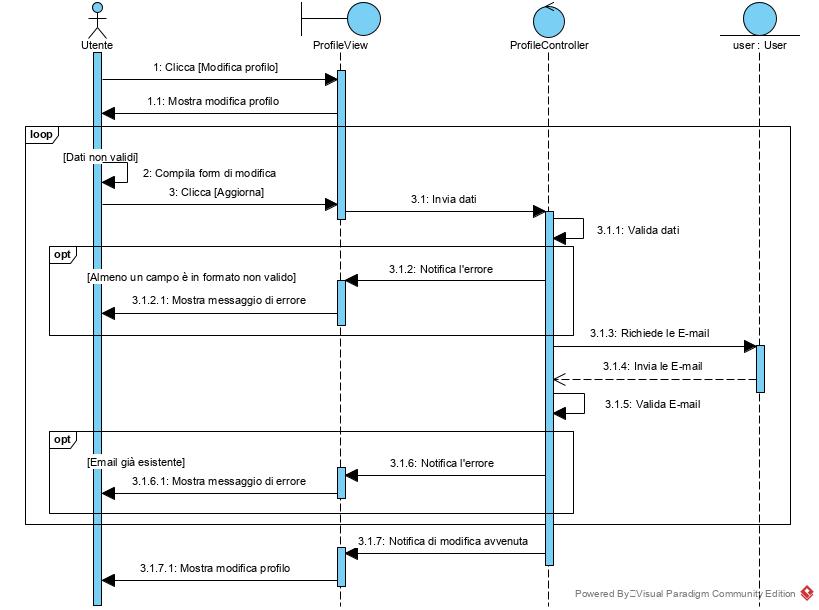 Utente
ProfileView
ProfileController
user : User
1: Clicca [Modifica profilo]
1.1: Mostra modifica profilo
loop
[Dati non validi]
2: Compila form di modifica
3: Clicca [Aggiorna]
3.1: Invia dati
3.1.1: Valida dati
opt
[Almeno un campo è in formato non valido]
3.1.2: Notifica l'errore
3.1.2.1: Mostra messaggio di errore
3.1.3: Richiede le E-mail
3.1.4: Invia le E-mail
3.1.5: Valida E-mail
opt
[Email già esistente]
3.1.6: Notifica l'errore
3.1.6.1: Mostra messaggio di errore
3.1.7: Notifica di modifica avvenuta
3.1.7.1: Mostra modifica profilo
Powered By Visual Paradigm Community Edition